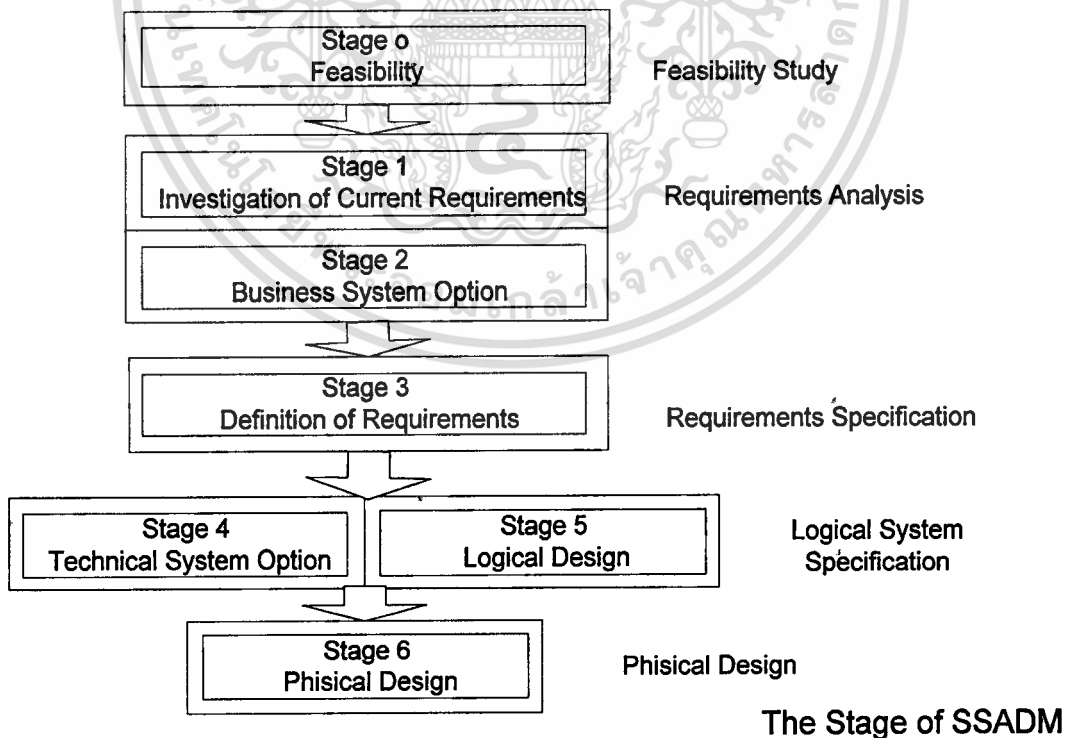 Stage o
Feasibility
Feasibility Study
Stage 1
Investigation of Current Requirements
Requirements Analysis
Stage 2
Business System Option
Stage 3
Definition of Requirements
Requirements Specification
Stage 4
Technical System Option
Stage 5
Logical Design
Logical System
Specification
Stage 6
Phisical Design
Phisical Design
The Stage of SSADM